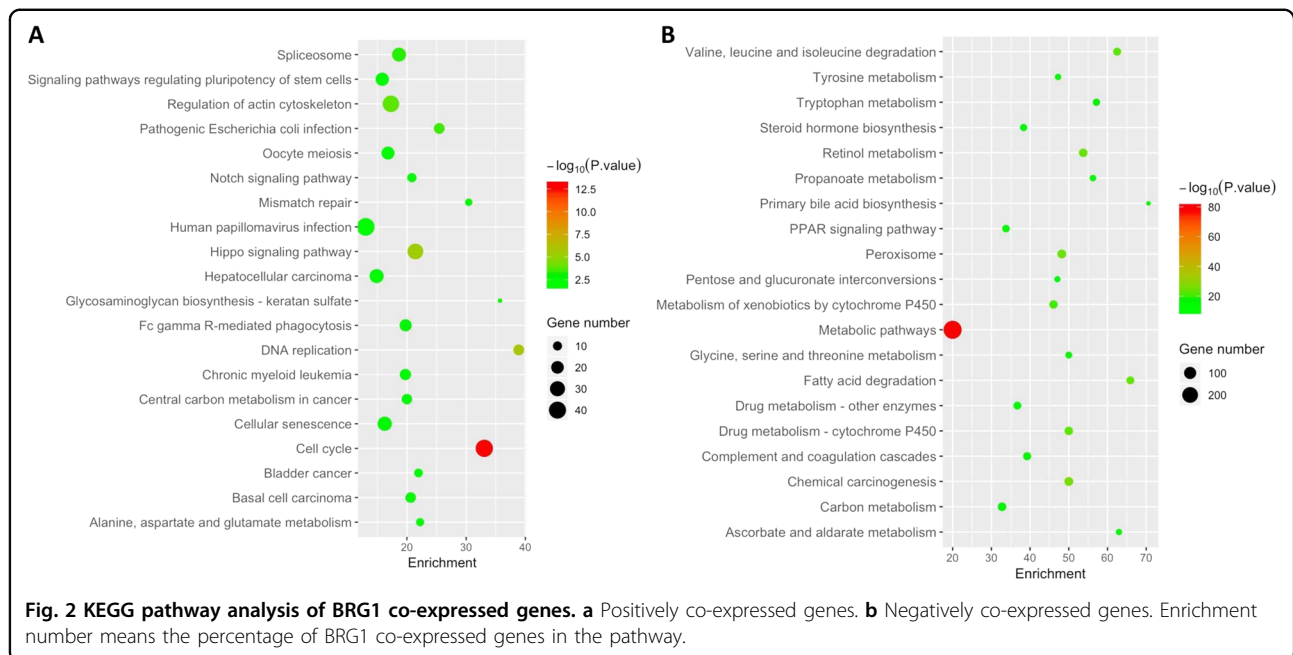 A
Spliceosome
Signaling pathways regulating pluripotency of stem cells
Regulation of actin cytoskeleton
Pathogenic Escherichia coli infection
Oocyte meiosis
Notch signaling pathway
Mismatch repair
Human papillomavirus infection
Hippo signaling pathway
Hepatocellular carcinoma
Glycosaminoglycan biosynthesis - keratan sulfate
Fc gamma R-mediated phagocytosis
DNA replication
Chronic myeloid leukemia
Central carbon metabolism in cancer
Cellular senescence
Cell cycle
Bladder cancer
Basal cell carcinoma
Alanine, aspartate and glutamate metabolism
20 30 40
Enrichment
−log₁₀(P.value)
12.5
10.0
7.5
5.0
2.5
Gene number
10
20
30
40
B
Valine, leucine and isoleucine degradation
Tyrosine metabolism
Tryptophan metabolism
Steroid hormone biosynthesis
Retinol metabolism
Propanoate metabolism
Primary bile acid biosynthesis
PPAR signaling pathway
Peroxisome
Pentose and glucuronate interconversions
Metabolism of xenobiotics by cytochrome P450
Metabolic pathways
Glycine, serine and threonine metabolism
Fatty acid degradation
Drug metabolism - other enzymes
Drug metabolism - cytochrome P450
Complement and coagulation cascades
Chemical carcinogenesis
Carbon metabolism
Ascorbate and aldarate metabolism
20 30 40 50 60 70
Enrichment
−log₁₀(P.value)
80
60
40
20
Gene number
100
200
Fig. 2 KEGG pathway analysis of BRG1 co-expressed genes. a Positively co-expressed genes. b Negatively co-expressed genes. Enrichment
number means the percentage of BRG1 co-expressed genes in the pathway.